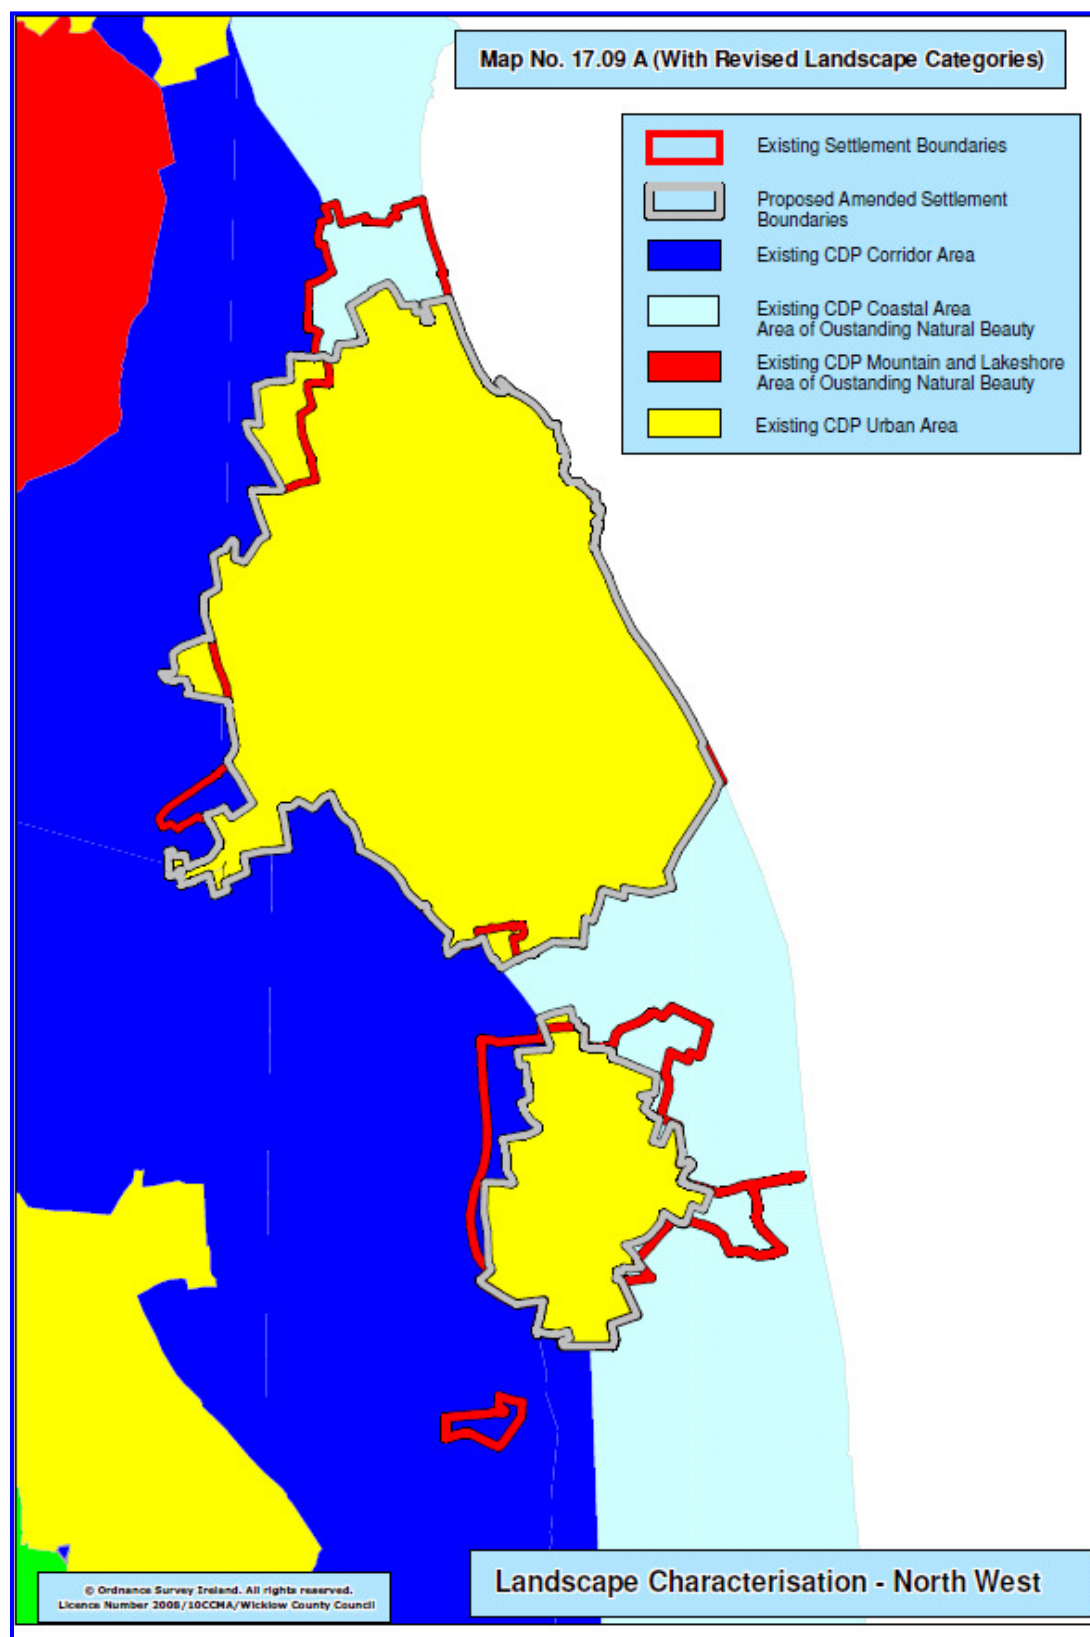 Map No. 17.09 A (With Revised Landscape Categories)
Existing Settlement Boundaries
Proposed Amended Settlement
Boundaries
Existing CDP Corridor Area
Existing CDP Coastal Area
Area of Oustanding Natural Beauty
Existing CDP Mountain and Lakeshore
Area of Oustanding Natural Beauty
Existing CDP Urban Area
© Ordnance Survey Ireland. All rights reserved.
Licence Number 2008/10CCMA/Wicklow County Council
Landscape Characterisation - North West